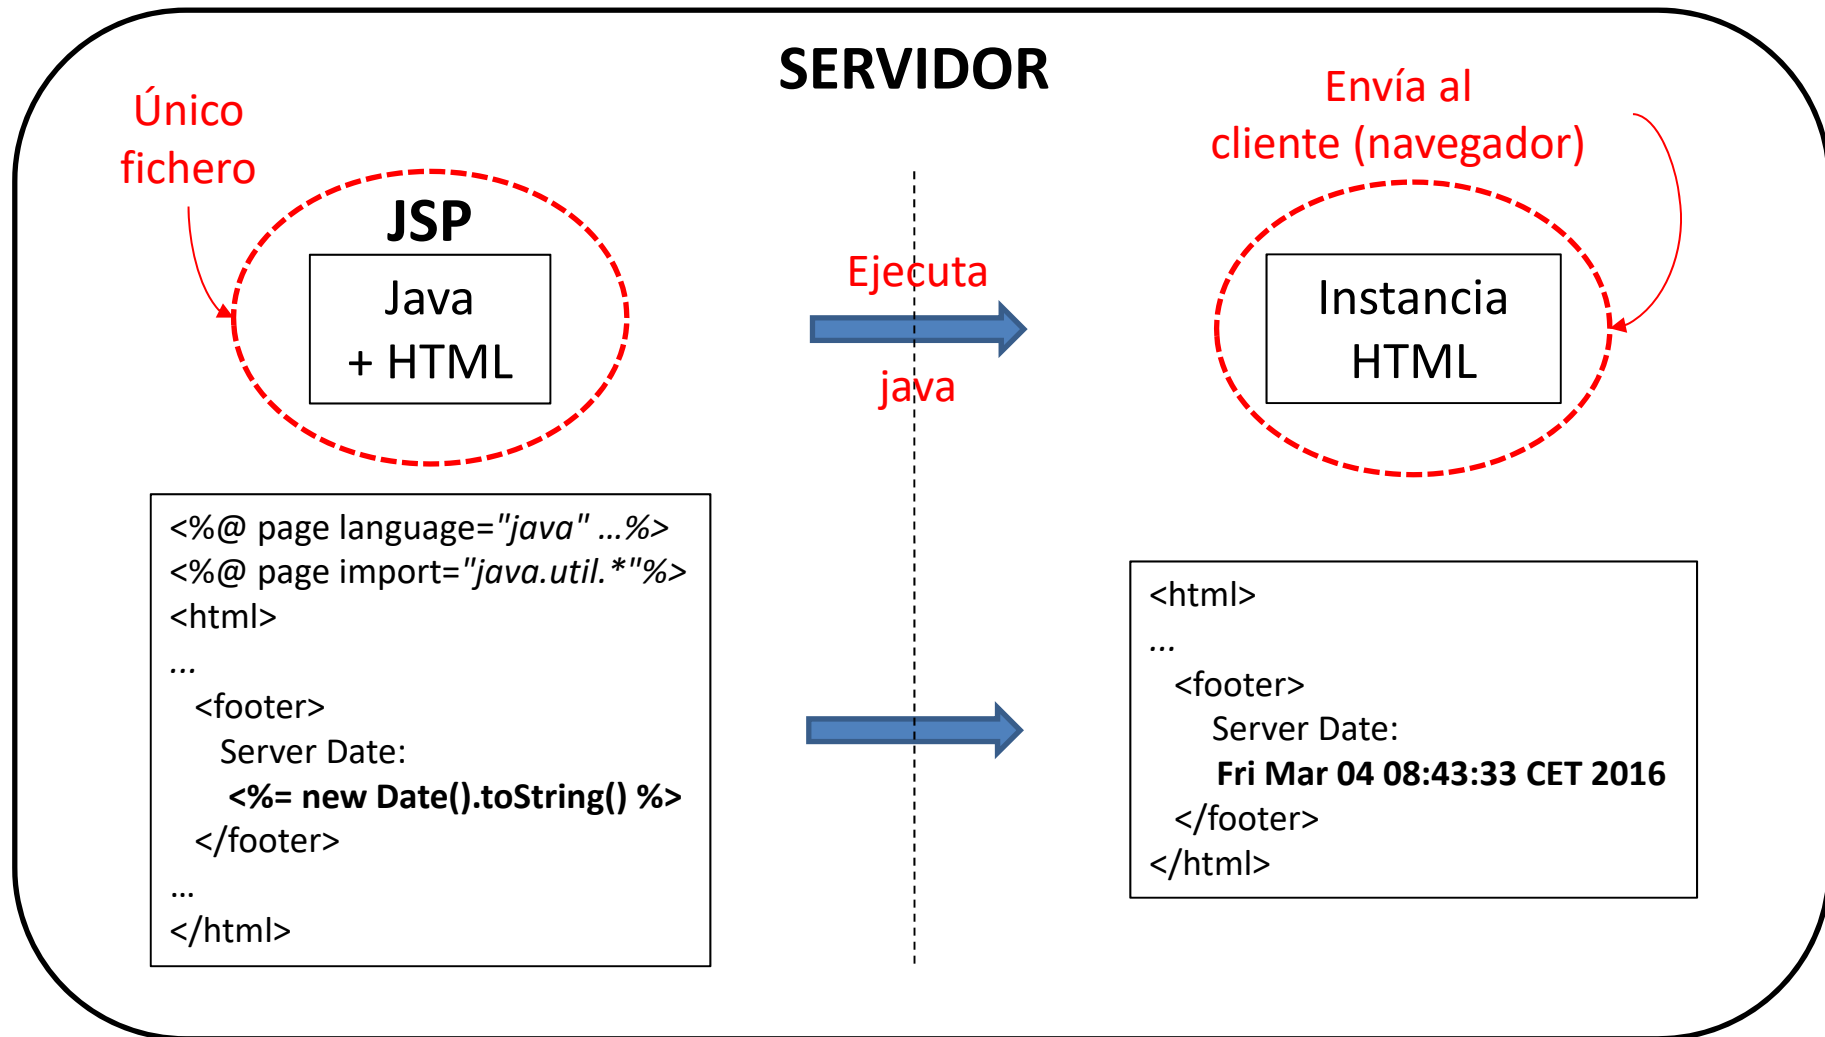 SERVIDOR
Único
fichero
JSP
Java
+ HTML
Ejecuta
java
Envía al
cliente (navegador)
Instancia
HTML
<%@ page language="java" …%>
<%@ page import="java.util.*"%>
<html>
...
<footer>
Server Date:
<%= new Date().toString() %>
</footer>
…
</html>
<html>
...
<footer>
Server Date:
Fri Mar 04 08:43:33 CET 2016
</footer>
</html>